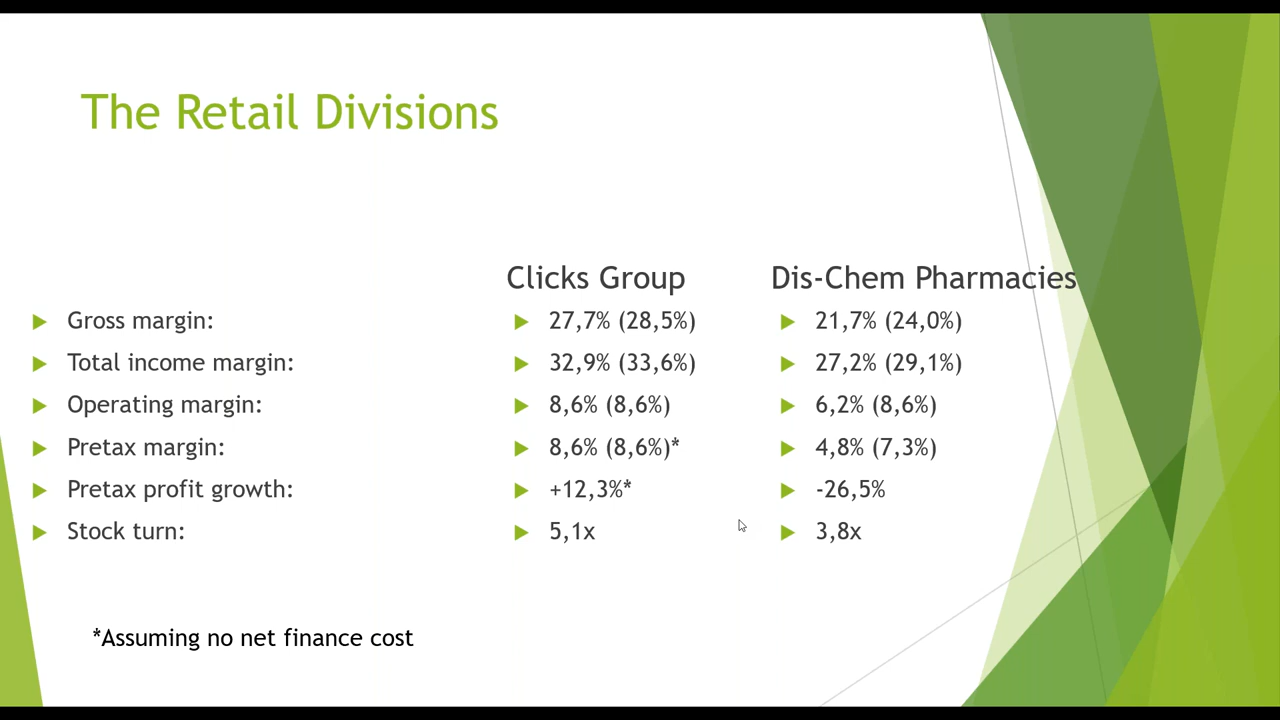 The Retail Divisions
Clicks Group Dis-Chem Pharmacies
Gross margin: 27,7% (28,5%) 21,7% (24,0%)
Total income margin: 32,9% (33,6%) 27,2% (29,1%)
Operating margin: 8,6% (8,6%) 6,2% (8,6%)
Pretax margin: 8,6% (8,6%)* 4,8% (7,3%)
Pretax profit growth: +12,3%* -26,5%
Stock turn: 5,1x 3,8x
*Assuming no net finance cost